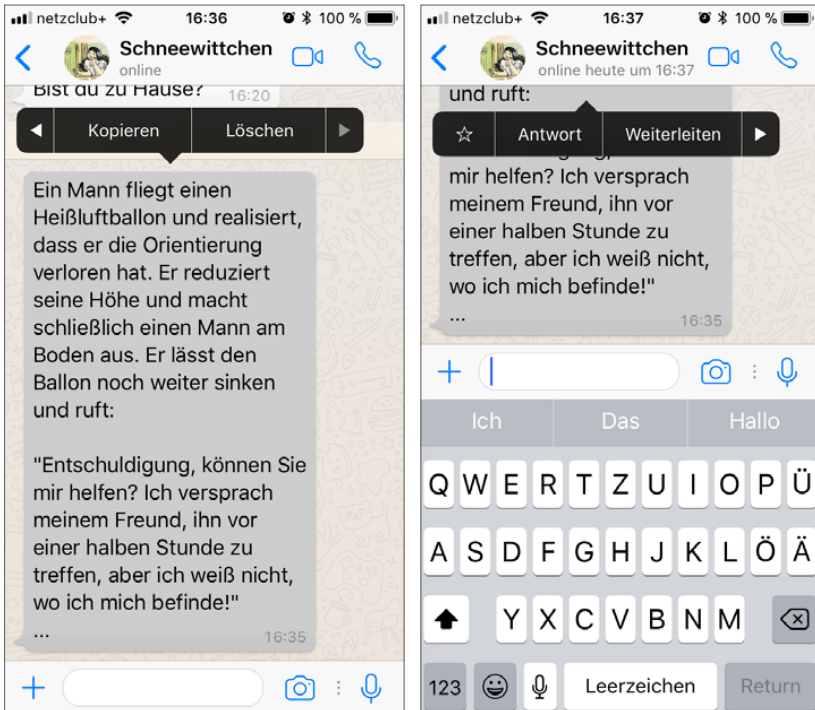 netzclub+ 16:36 100 %
Schneewittchen
online
Bist du zu Hause? 16:20
Kopieren Löschen
Ein Mann fliegt einen
Heißluftballon und realisiert,
dass er die Orientierung
verloren hat. Er reduziert
seine Höhe und macht
schließlich einen Mann am
Boden aus. Er lässt den
Ballon noch weiter sinken
und ruft:
"Entschuldigung, können Sie
mir helfen? Ich versprach
meinem Freund, ihn vor
einer halben Stunde zu
treffen, aber ich weiß nicht,
wo ich mich befinde!"
...
16:35
netzclub+ 16:37 100 %
Schneewittchen
online heute um 16:37
und ruft:
Antwort Weiterleiten
mir helfen? Ich versprach
meinem Freund, ihn vor
einer halben Stunde zu
treffen, aber ich weiß nicht,
wo ich mich befinde!"
...
16:35
Ich Das Hallo
Q W E R T Z U I O P Ü
A S D F G H J K L Ö Ä
Y X C V B N M
123 Leerzeichen Return